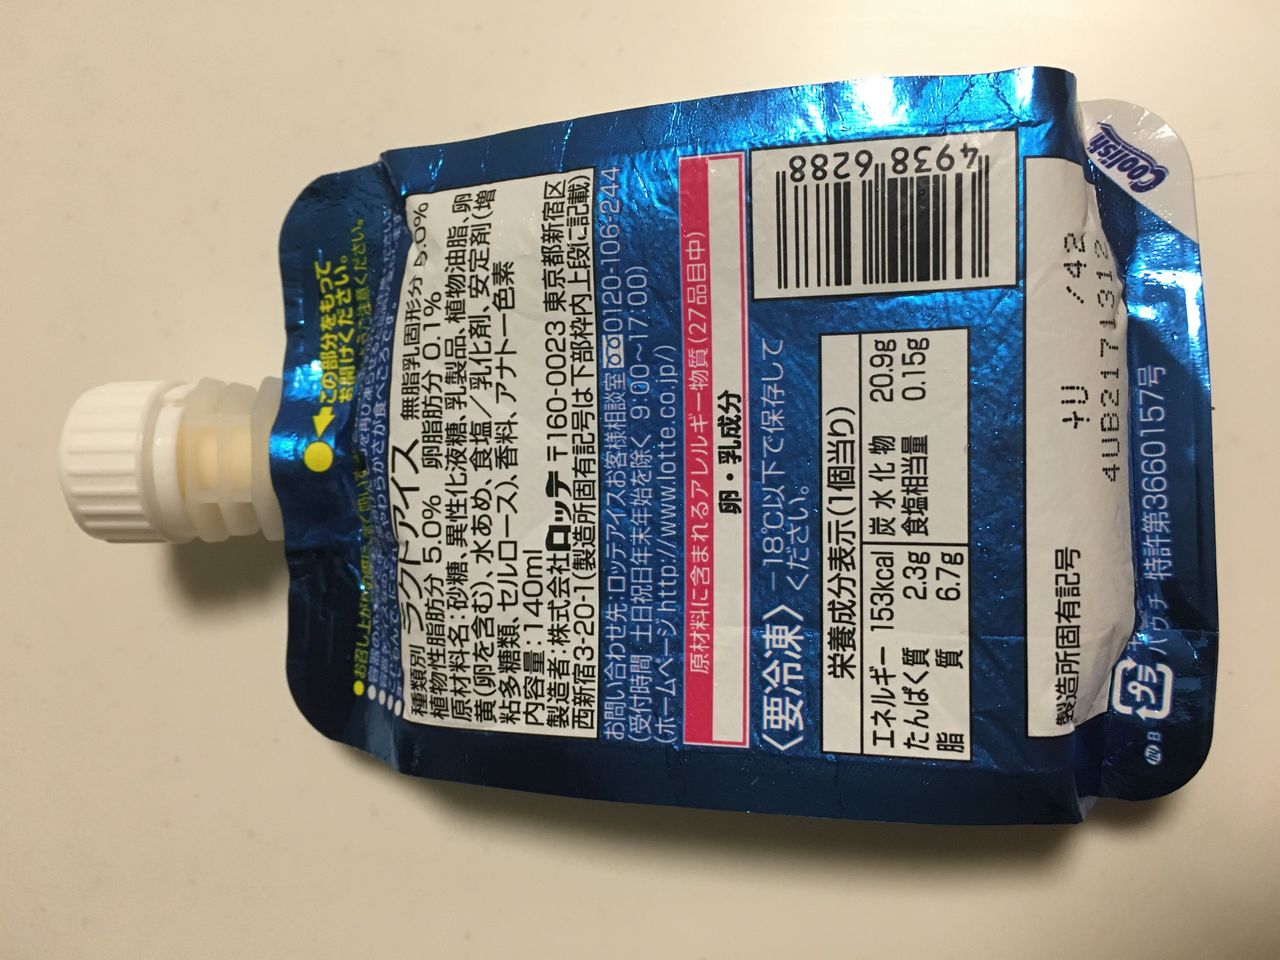 この部分をもって
お開けください。
種類別 ラクトアイス 無脂乳固形分 5.0%
植物性脂肪分 5.0% 卵脂肪分 0.1%
原材料名:砂糖、異性化液糖、乳製品、植物油脂、卵
黄(卵を含む)、水あめ、食塩/乳化剤、安定剤(増
粘多糖類、セルロース)、香料、アナトー色素
内容量:140ml
製造者:株式会社ロッテ 〒160-0023 東京都新宿区
西新宿3-20-1(製造所固有記号は下部枠内上段に記載)
お問い合わせ先 ロッテアイスお客様相談室 0120-106-244
(受付時間 土日祝日年末年始を除く 9:00~17:00)
(ホームページhttp://www.lotte.co.jp/)
原材料に含まれるアレルギー物質(27品目中)
卵・乳成分
〈要冷凍〉-18℃以下で保存して
ください。
4938 6288
栄養成分表示(1個当り)
エネルギー 153kcal 炭水化物 20.9g
たんぱく質 2.3g 食塩相当量 0.15g
脂質 6.7g
製造所固有記号
パウチ 特許第3660157号
Coolish